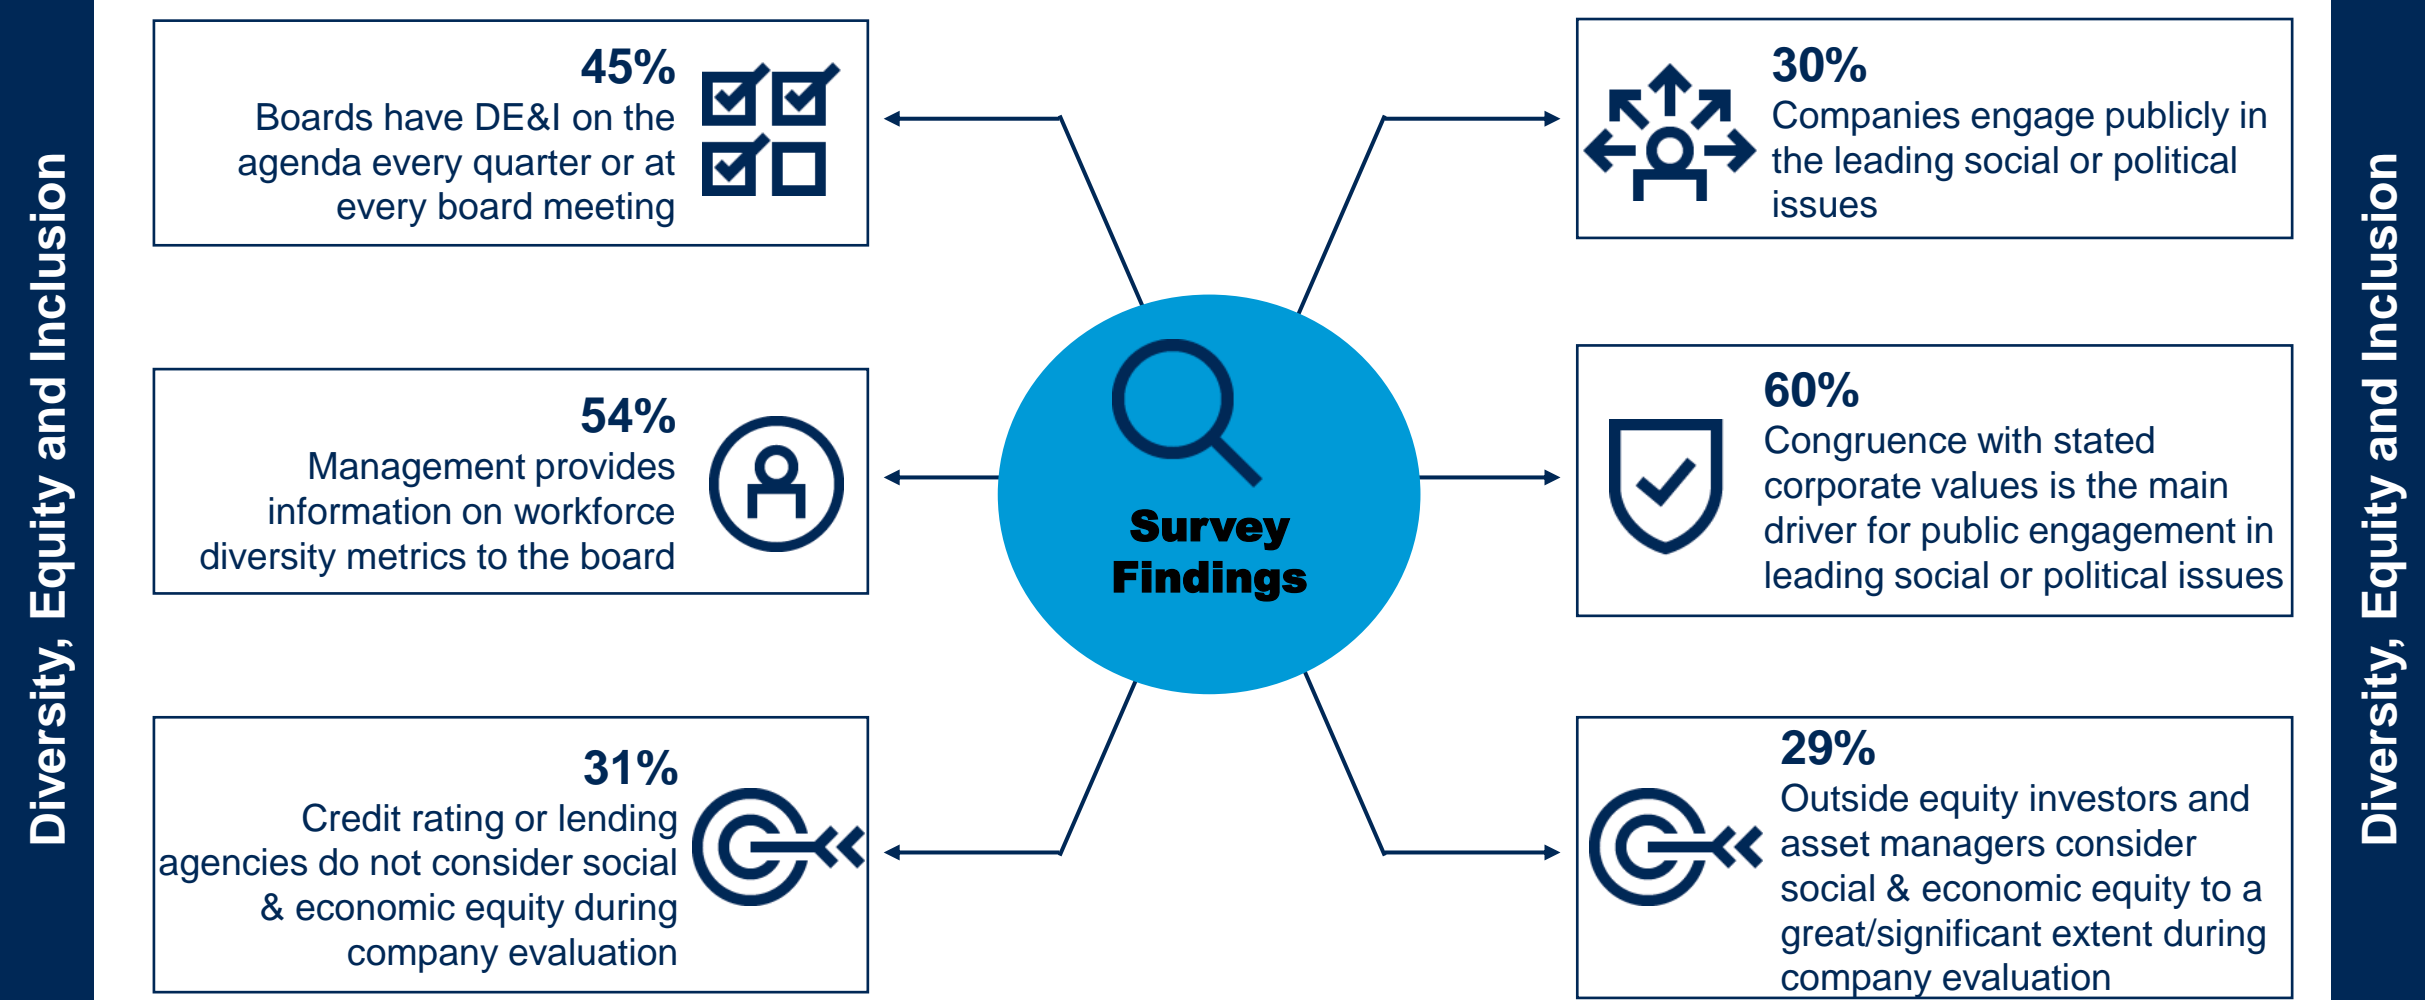 Diversity, Equity and Inclusion
45%
Boards have DE&I on the
agenda every quarter or at
every board meeting
54%
Management provides
information on workforce
diversity metrics to the board
31%
Credit rating or lending
agencies do not consider social
& economic equity during
company evaluation
Survey
Findings
30%
Companies engage publicly in
the leading social or political
issues
60%
Congruence with stated
corporate values is the main
driver for public engagement in
leading social or political issues
29%
Outside equity investors and
asset managers consider
social & economic equity to a
great/significant extent during
company evaluation
Diversity, Equity and Inclusion